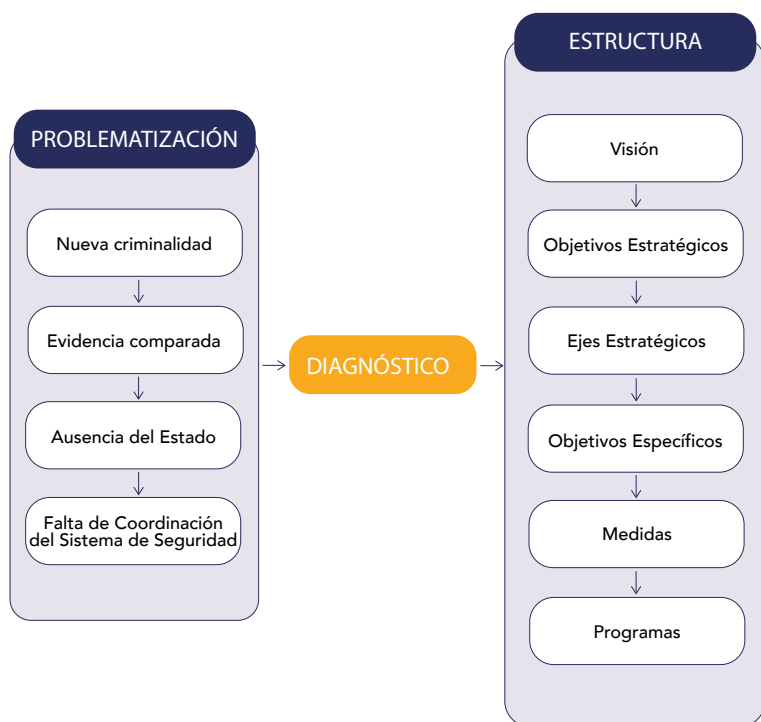 PROBLEMATIZACIÓN
Nueva criminalidad
Evidencia comparada
Ausencia del Estado
Falta de Coordinación
del Sistema de Seguridad
DIAGNÓSTICO
ESTRUCTURA
Visión
Objetivos Estratégicos
Ejes Estratégicos
Objetivos Específicos
Medidas
Programas